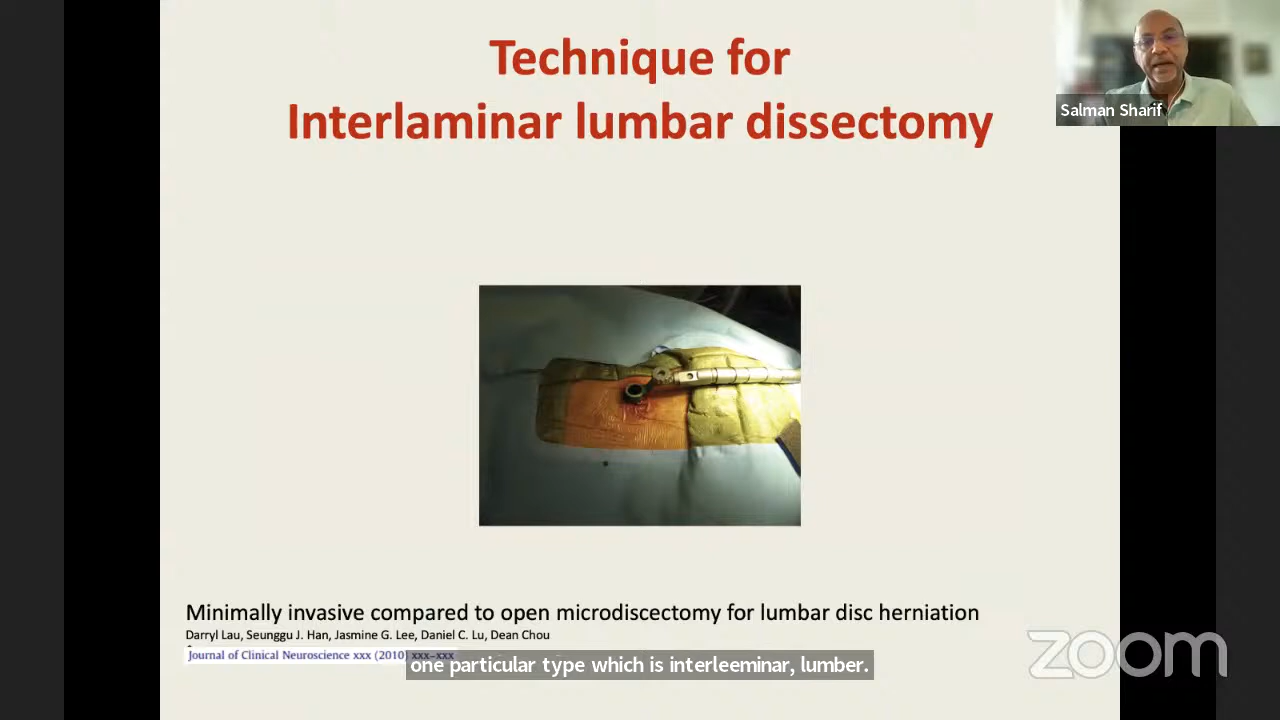 Technique for
Interlaminar lumbar dissectomy
Salman Sharif
Minimally invasive compared to open microdiscectomy for lumbar disc herniation
Darryl Lau, Seunggu J. Han, Jasmine G. Lee, Daniel C. Lu, Dean Chou
Journal of Clinical Neuroscience xxx (2010) xxx–xxx
one particular type which is interleeminar, lumber.
zoom